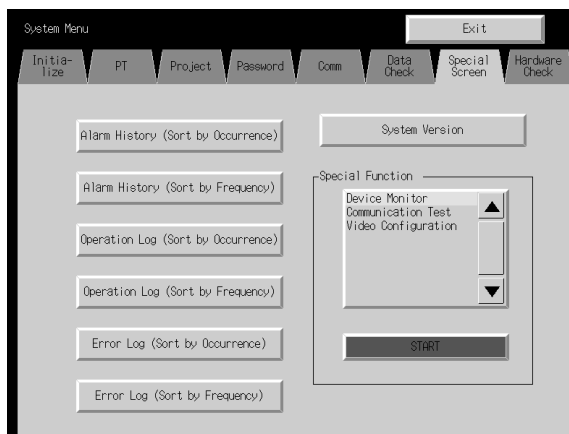 System Menu
Exit
Initia-
lize
PT
Project
Password
Comm
Data
Check
Special
Screen
Hardware
Check
Alarm History (Sort by Occurrence)
System Version
Alarm History (Sort by Frequency)
Special Function
Device Monitor
Communication Test
Video Configuration
Operation Log (Sort by Occurrence)
Operation Log (Sort by Frequency)
Error Log (Sort by Occurrence)
START
Error Log (Sort by Frequency)